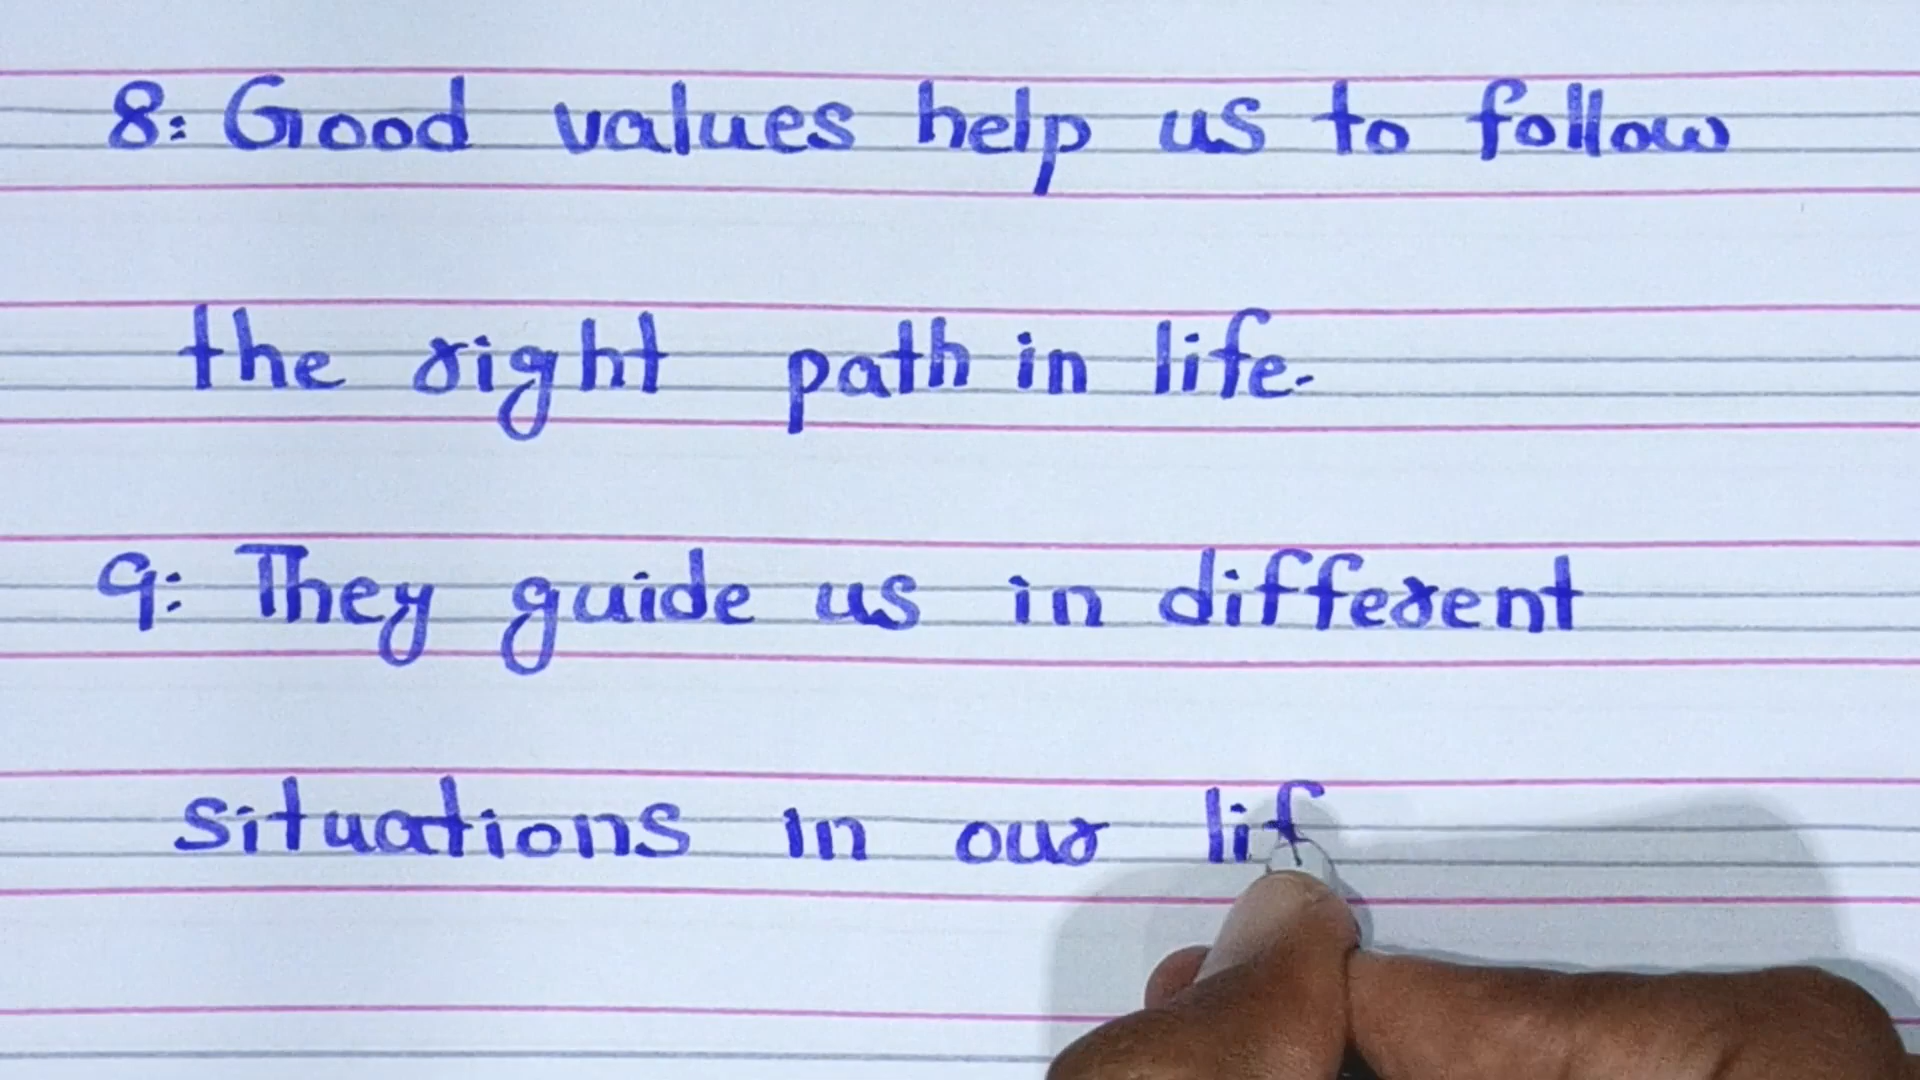 8: Good values help us to follow
the right path in life.
9: They guide us in different
situations in our lif